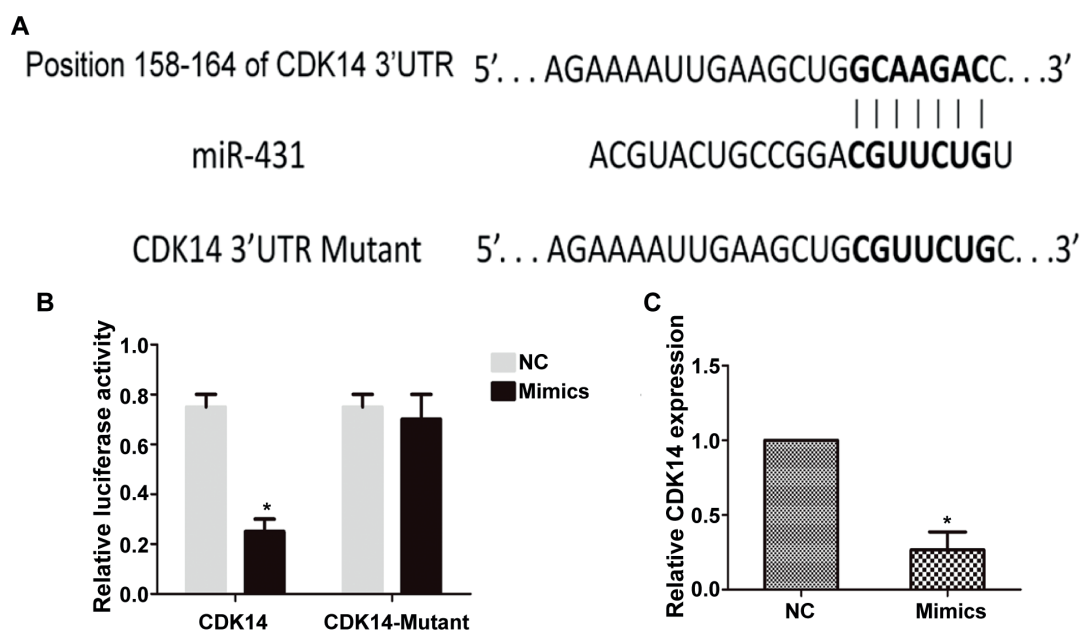 A
Position 158-164 of CDK14 3'UTR 5'. . . AGAAAAUUGAAGCUGGCAAGACC. . .3'
miR-431 ACGUACUGCCGGACGUUCUGU
CDK14 3'UTR Mutant 5'. . . AGAAAAUUGAAGCUGCGUUCUGC. . .3'
B
Relative luciferase activity
1.0
0.8
0.6
0.4
0.2
0.0
*
CDK14
CDK14-Mutant
NC
Mimics
C
Relative CDK14 expression
1.5
1.0
0.5
0.0
*
NC
Mimics